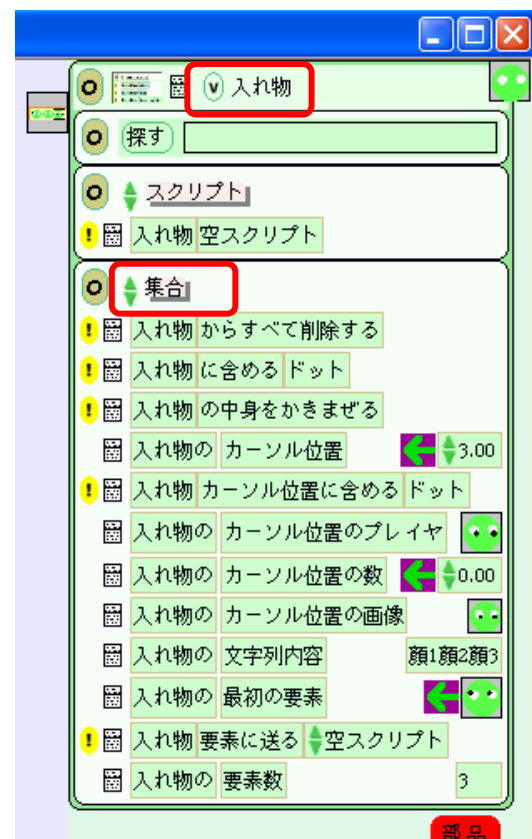 入れ物
探す
スクリプト
! 入れ物 空スクリプト
集合
! 入れ物 からすべて削除する
! 入れ物 に含める ドット
! 入れ物 の中身をかきまぜる
入れ物の カーソル位置 3.00
! 入れ物 カーソル位置に含める ドット
入れ物の カーソル位置のプレイヤ
入れ物の カーソル位置の数 0.00
入れ物の カーソル位置の画像
入れ物の 文字列内容 顔1顔2顔3
入れ物の 最初の要素
! 入れ物 要素に送る 空スクリプト
入れ物の 要素数 3
部品